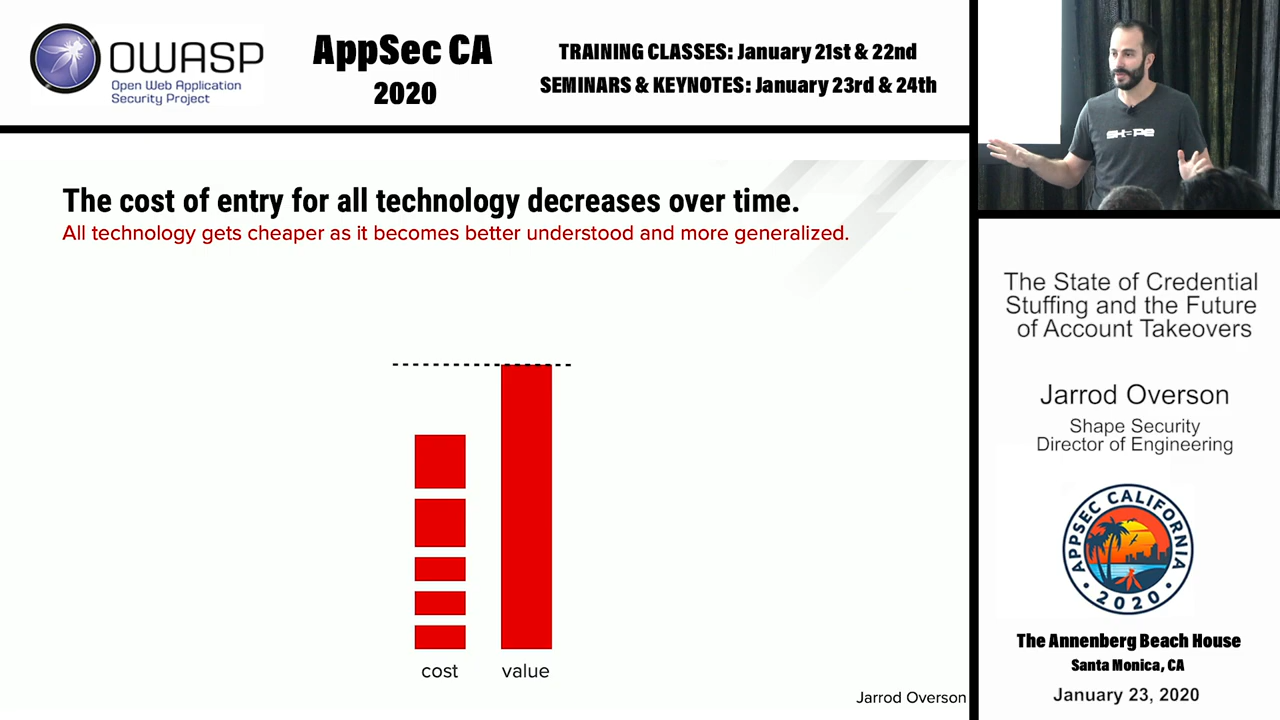 OWASP
Open Web Application
Security Project
AppSec CA
2020
TRAINING CLASSES: January 21st & 22nd
SEMINARS & KEYNOTES: January 23rd & 24th
SHAPE
The cost of entry for all technology decreases over time.
All technology gets cheaper as it becomes better understood and more generalized.
cost
value
Jarrod Overson
The State of Credential
Stuffing and the Future
of Account Takeovers
Jarrod Overson
Shape Security
Director of Engineering
APPSEC CALIFORNIA
2020
The Annenberg Beach House
Santa Monica, CA
January 23, 2020